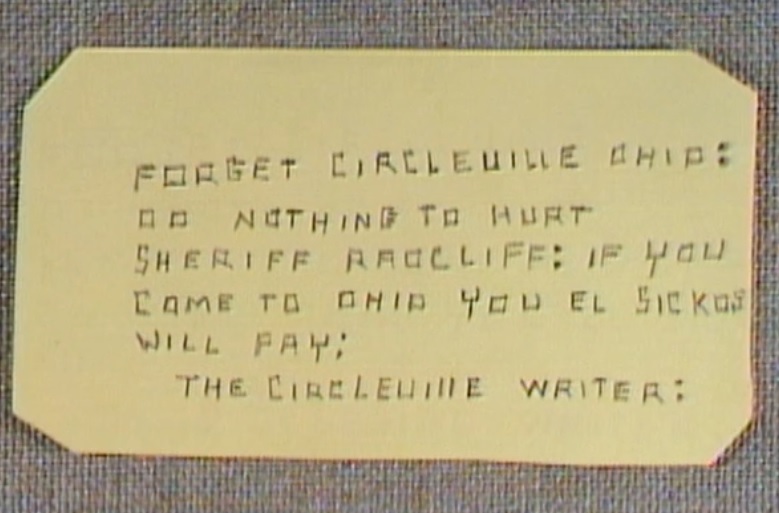 FORGET CIRCLEVILLE OHIO:
DO NOTHING TO HURT
SHERIFF RADCLIFF: IF YOU
COME TO OHIO YOU EL SICKOS
WILL PAY:
THE CIRCLEVILLE WRITER: